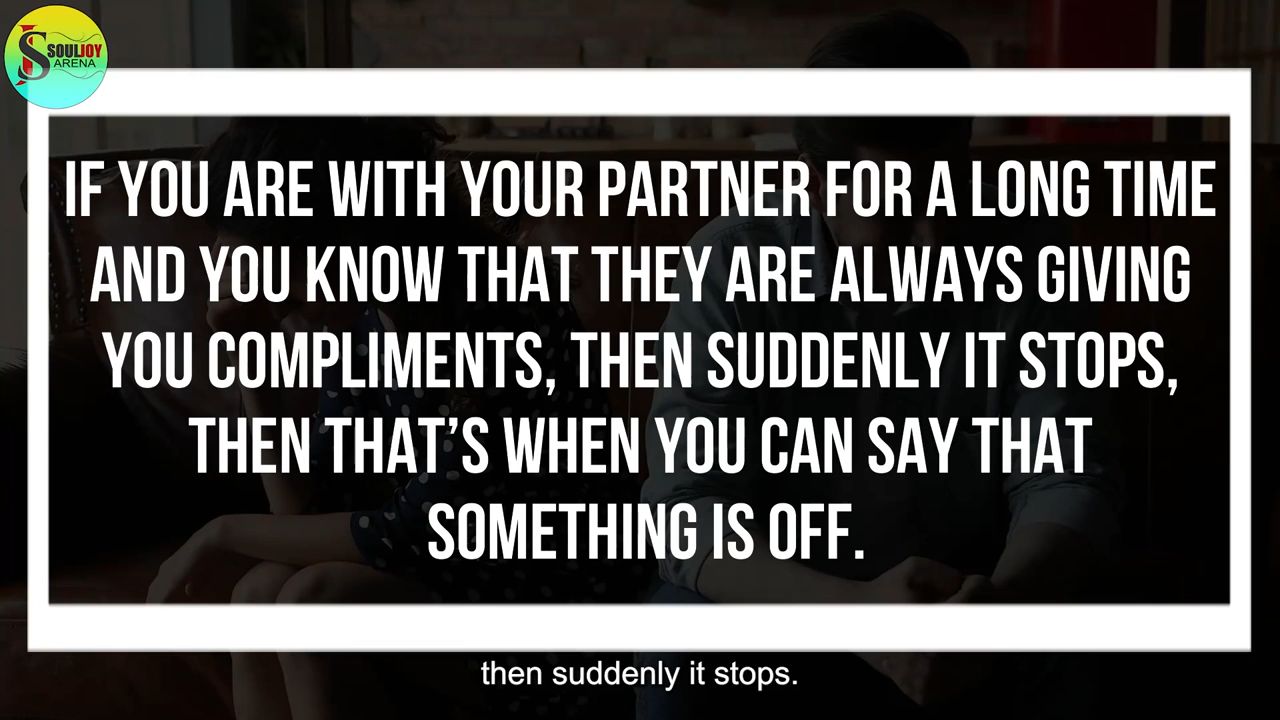 SOULJOY
ARENA
IF YOU ARE WITH YOUR PARTNER FOR A LONG TIME
AND YOU KNOW THAT THEY ARE ALWAYS GIVING
YOU COMPLIMENTS, THEN SUDDENLY IT STOPS,
THEN THAT’S WHEN YOU CAN SAY THAT
SOMETHING IS OFF.
then suddenly it stops.